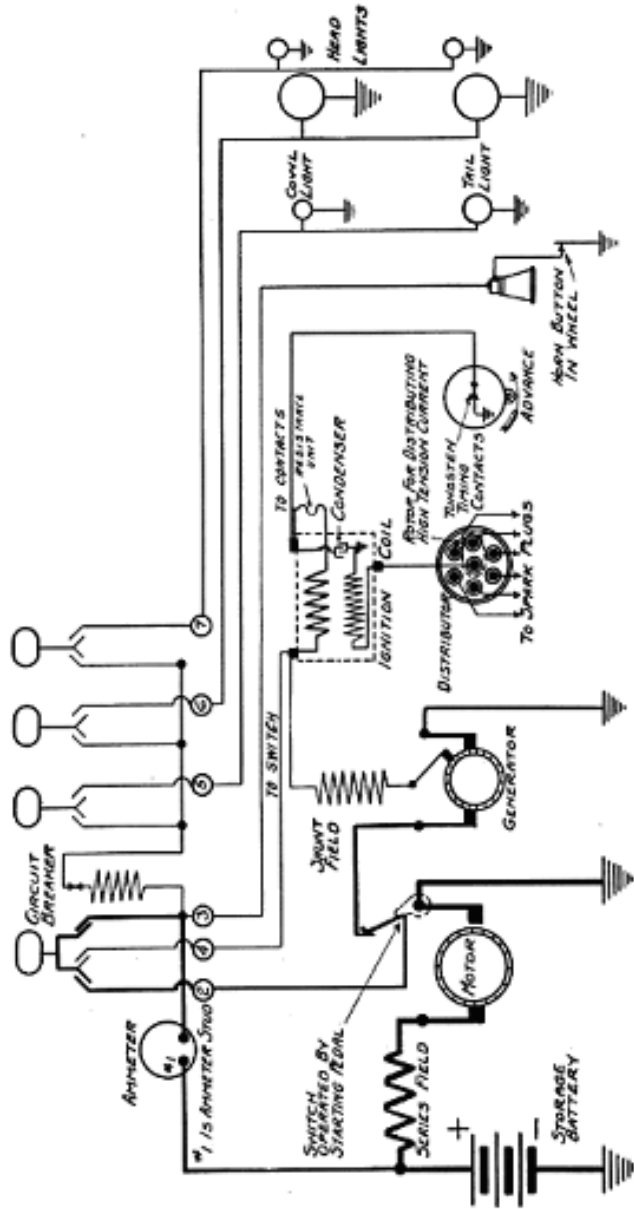 AMMETER
#1
#1 IS AMMETER STUD
CIRCUIT
BREAKER
2
4
3
5
6
7
TO SWITCH
TO CONTACTS
RESISTANCE
UNIT
CONDENSER
IGNITION COIL
HEAD
LIGHTS
COWL
LIGHT
TAIL
LIGHT
HORN BUTTON
IN WHEEL
ADVANCE
ROTOR FOR DISTRIBUTING
HIGH TENSION CURRENT
TUNGSTEN
TIMING
CONTACTS
DISTRIBUTOR
TO SPARK PLUGS
SHUNT
FIELD
GENERATOR
SWITCH
OPERATED BY
STARTING PEDAL
SERIES FIELD
MOTOR
+
-
STORAGE
BATTERY